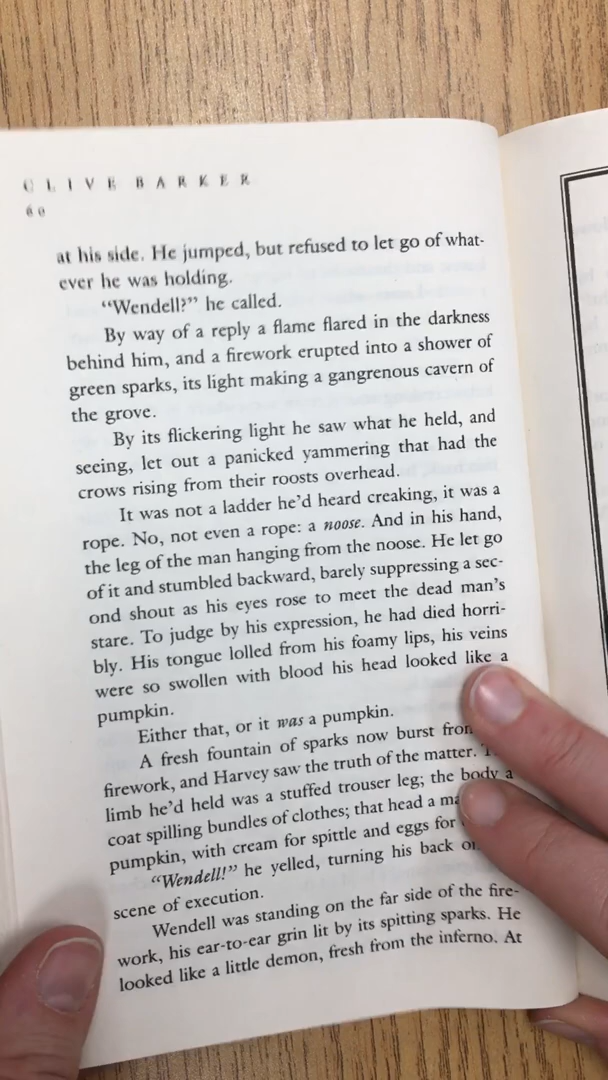 CLIVE BARKER
60
at his side. He jumped, but refused to let go of what-
ever he was holding.
“Wendell?” he called.
By way of a reply a flame flared in the darkness
behind him, and a firework erupted into a shower of
green sparks, its light making a gangrenous cavern of
the grove.
By its flickering light he saw what he held, and
seeing, let out a panicked yammering that had the
crows rising from their roosts overhead.
It was not a ladder he’d heard creaking, it was a
rope. No, not even a rope: a noose. And in his hand,
the leg of the man hanging from the noose. He let go
of it and stumbled backward, barely suppressing a sec-
ond shout as his eyes rose to meet the dead man’s
stare. To judge by his expression, he had died horri-
bly. His tongue lolled from his foamy lips, his veins
were so swollen with blood his head looked like a
pumpkin.
Either that, or it was a pumpkin.
A fresh fountain of sparks now burst
firework, and Harvey saw the truth of the matter.
limb he’d held was a stuffed trouser leg; the body a
coat spilling bundles of clothes; that head a
pumpkin, with cream for spittle and eggs for
“Wendell!” he yelled, turning his back
scene of execution.
Wendell was standing on the far side of the fire-
work, his ear-to-ear grin lit by its spitting sparks. He
looked like a little demon, fresh from the inferno. At